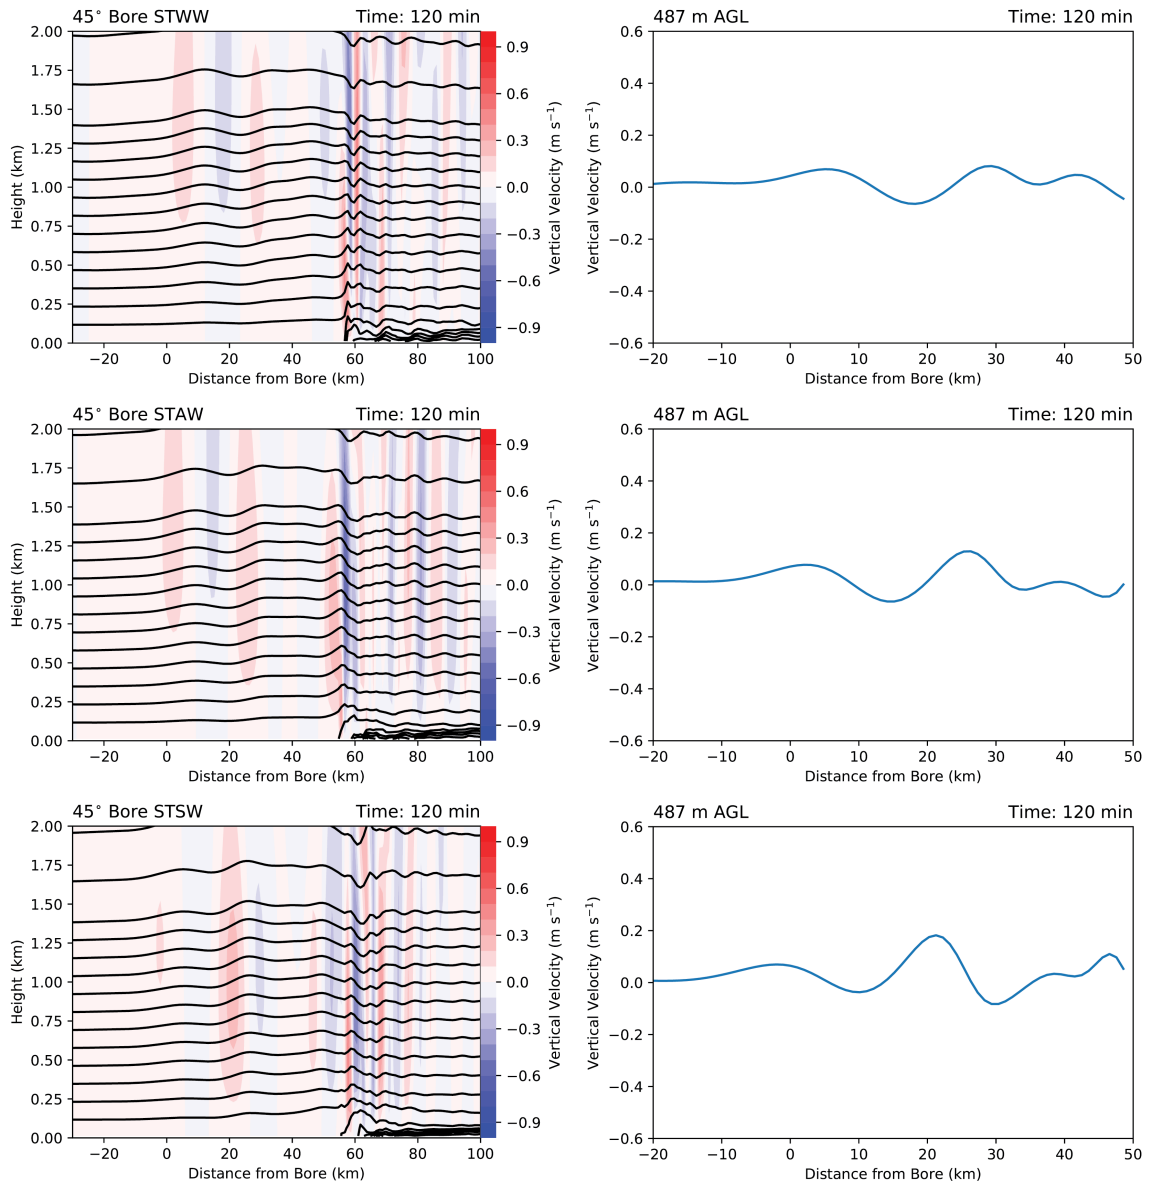 45° Bore STWW Time: 120 min
2.00
1.75
1.50
1.25
1.00
0.75
0.50
0.25
0.00
Height (km)
−20 0 20 40 60 80 100
Distance from Bore (km)
0.9
0.6
0.3
0.0
−0.3
−0.6
−0.9
Vertical Velocity (m s⁻¹)
487 m AGL Time: 120 min
0.6
0.4
0.2
0.0
−0.2
−0.4
−0.6
Vertical Velocity (m s⁻¹)
−20 −10 0 10 20 30 40 50
Distance from Bore (km)
45° Bore STAW Time: 120 min
2.00
1.75
1.50
1.25
1.00
0.75
0.50
0.25
0.00
Height (km)
−20 0 20 40 60 80 100
Distance from Bore (km)
0.9
0.6
0.3
0.0
−0.3
−0.6
−0.9
Vertical Velocity (m s⁻¹)
487 m AGL Time: 120 min
0.6
0.4
0.2
0.0
−0.2
−0.4
−0.6
Vertical Velocity (m s⁻¹)
−20 −10 0 10 20 30 40 50
Distance from Bore (km)
45° Bore STSW Time: 120 min
2.00
1.75
1.50
1.25
1.00
0.75
0.50
0.25
0.00
Height (km)
−20 0 20 40 60 80 100
Distance from Bore (km)
0.9
0.6
0.3
0.0
−0.3
−0.6
−0.9
Vertical Velocity (m s⁻¹)
487 m AGL Time: 120 min
0.6
0.4
0.2
0.0
−0.2
−0.4
−0.6
Vertical Velocity (m s⁻¹)
−20 −10 0 10 20 30 40 50
Distance from Bore (km)